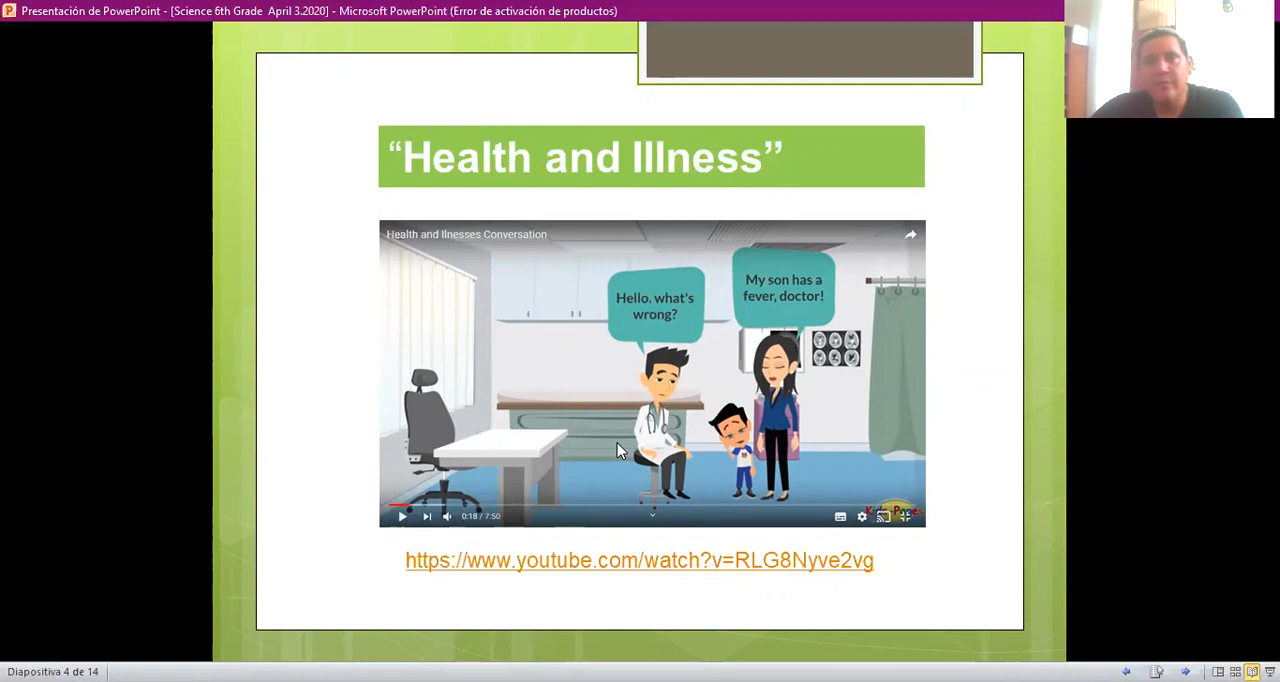 Presentación de PowerPoint - [Science 6th Grade  April 3.2020] - Microsoft PowerPoint (Error de activación de productos)
“Health and Illness”
Health and Ilnesses Conversation
Hello. what's
wrong?
My son has a
fever, doctor!
0:18 / 7:50
https://www.youtube.com/watch?v=RLG8Nyve2vg
Diapositiva 4 de 14